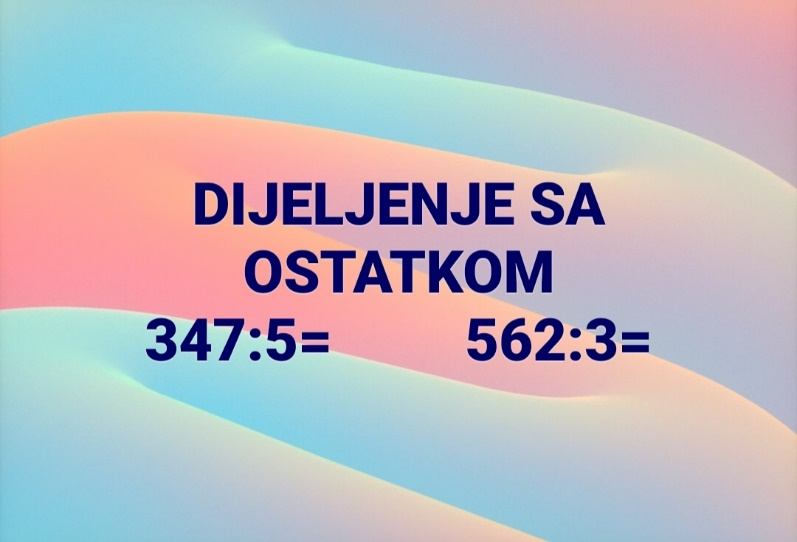 DIJELJENJE SA
OSTATKOM
347:5= 562:3=